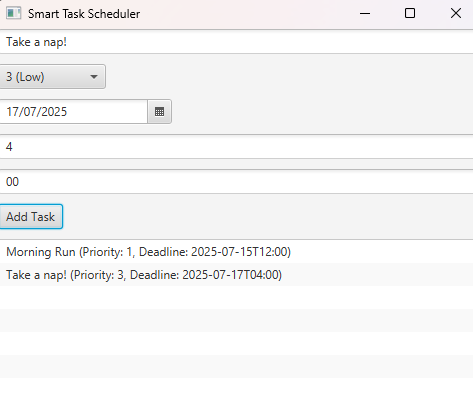 Smart Task Scheduler
Take a nap!
3 (Low)
17/07/2025
4
00
Add Task
Morning Run (Priority: 1, Deadline: 2025-07-15T12:00)
Take a nap! (Priority: 3, Deadline: 2025-07-17T04:00)